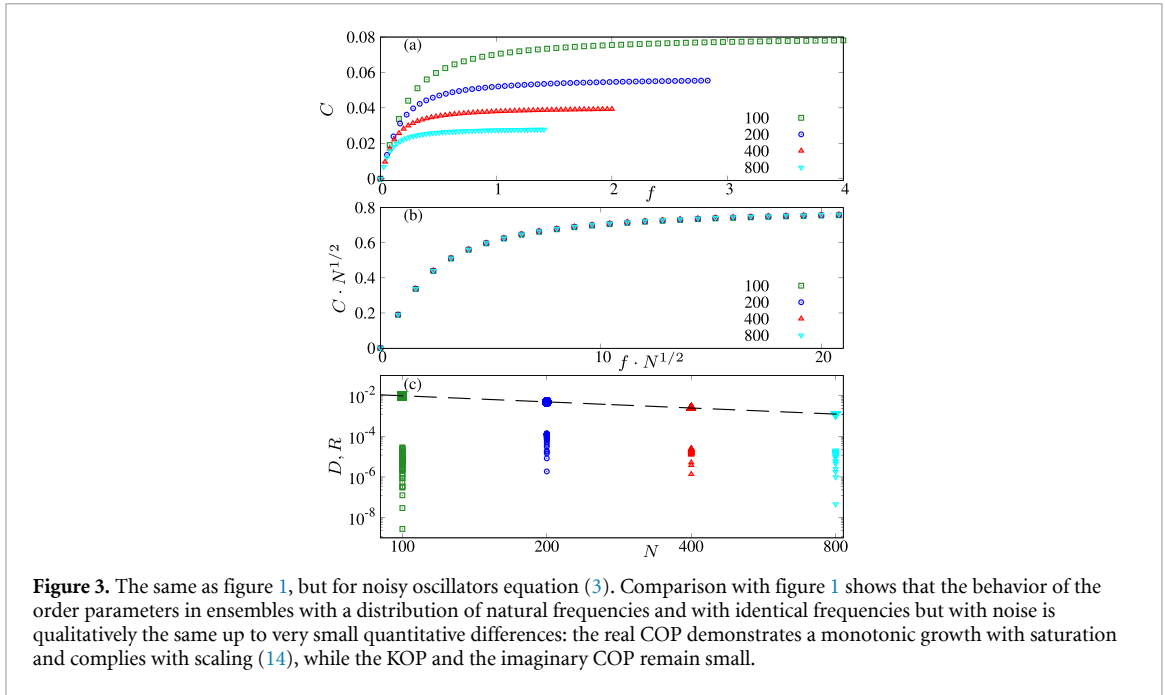 (a)
0.08
0.06
0.04
0.02
0
C
100
200
400
800
0 1 2 3 4
f
(b)
0.8
0.6
0.4
0.2
0
C · N^{1/2}
100
200
400
800
0 10 20
f · N^{1/2}
(c)
10^{-2}
10^{-4}
10^{-6}
10^{-8}
D, R
100 200 400 800
N
Figure 3. The same as figure 1, but for noisy oscillators equation (3). Comparison with figure 1 shows that the behavior of the
order parameters in ensembles with a distribution of natural frequencies and with identical frequencies but with noise is
qualitatively the same up to very small quantitative differences: the real COP demonstrates a monotonic growth with saturation
and complies with scaling (14), while the KOP and the imaginary COP remain small.